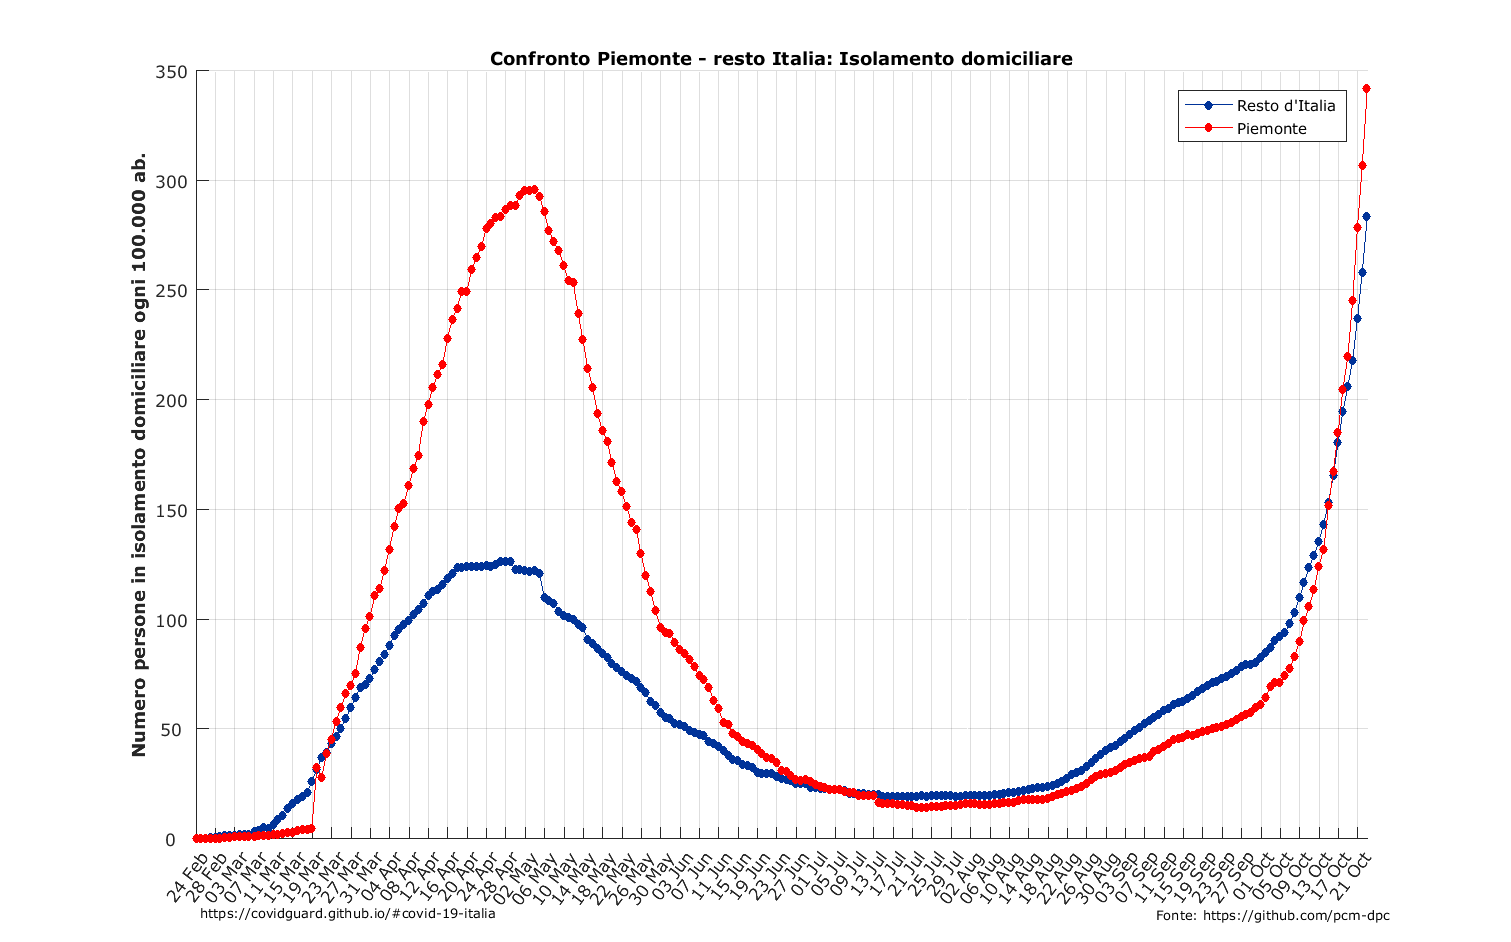 Confronto Piemonte - resto Italia: Isolamento domiciliare
Numero persone in isolamento domiciliare ogni 100.000 ab.
350
300
250
200
150
100
50
0
Resto d'Italia
Piemonte
24 Feb
28 Feb
03 Mar
07 Mar
11 Mar
15 Mar
19 Mar
23 Mar
27 Mar
31 Mar
04 Apr
08 Apr
12 Apr
16 Apr
20 Apr
24 Apr
28 Apr
02 May
06 May
10 May
14 May
18 May
22 May
26 May
30 May
03 Jun
07 Jun
11 Jun
15 Jun
19 Jun
23 Jun
27 Jun
01 Jul
05 Jul
09 Jul
13 Jul
17 Jul
21 Jul
25 Jul
29 Jul
02 Aug
06 Aug
10 Aug
14 Aug
18 Aug
22 Aug
26 Aug
30 Aug
03 Sep
07 Sep
11 Sep
15 Sep
19 Sep
23 Sep
27 Sep
01 Oct
05 Oct
09 Oct
13 Oct
17 Oct
21 Oct
https://covidguard.github.io/#covid-19-italia
Fonte: https://github.com/pcm-dpc